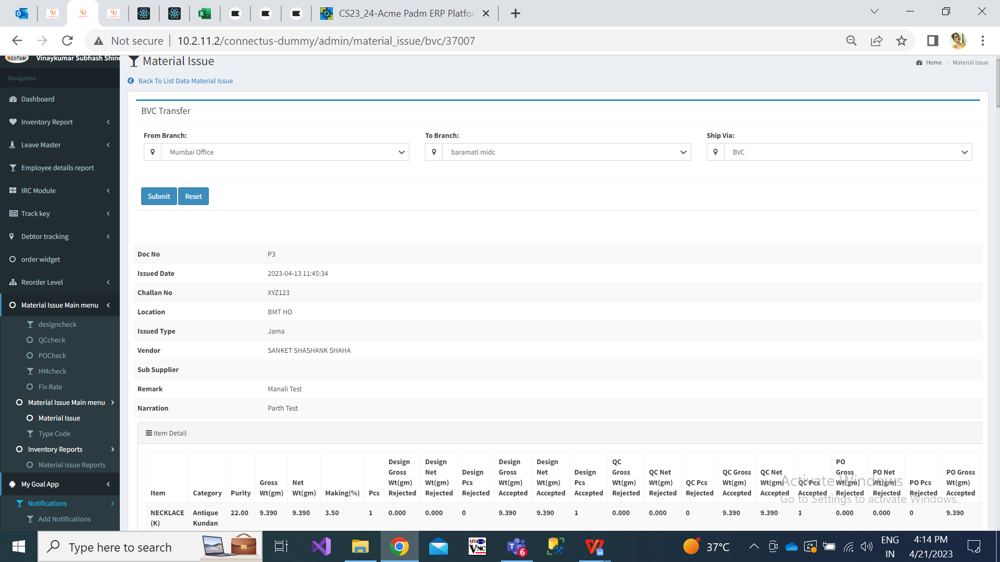 CS23_24-Acme Padm ERP Platfor
Not secure
10.2.11.2/connectus-dummy/admin/material_issue/bvc/37007
TESTER
Vinaykumar Subhash Shin
Navigation
Dashboard
Inventory Report
Leave Master
Employee details report
IRC Module
Track key
Debtor tracking
order widget
Reorder Level
Material Issue Main menu
designcheck
QCcheck
POCheck
HMcheck
Fix Rate
Material Issue Main menu
Material Issue
Type Code
Inventory Reports
Material Issue Reports
My Goal App
Notifications
Add Notifications
Material Issue
Home > Material Issue
Back To List Data Material Issue
BVC Transfer
From Branch:
Mumbai Office
To Branch:
baramati midc
Ship Via:
BVC
Submit
Reset
Doc No P3
Issued Date 2023-04-13 11:45:34
Challan No XYZ123
Location BMT HO
Issued Type Jama
Vendor SANKET SHASHANK SHAHA
Sub Supplier
Remark Manali Test
Narration Parth Test
Item Detail
Item
Category
Purity
Gross Wt(gm)
Net Wt(gm)
Making(%)
Pcs
Design Gross Wt(gm) Rejected
Design Net Wt(gm) Rejected
Design Pcs Rejected
Design Gross Wt(gm) Accepted
Design Net Wt(gm) Accepted
Design Pcs Accepted
QC Gross Wt(gm) Rejected
QC Net Wt(gm) Rejected
QC Pcs Rejected
QC Gross Wt(gm) Accepted
QC Net Wt(gm) Accepted
QC Pcs Accepted
PO Gross Wt(gm) Rejected
PO Net Wt(gm) Rejected
PO Pcs Rejected
PO Gross Wt(gm) Accepted
NECKLACE (K) Antique Kundan 22.00 9.390 9.390 3.50 1 0.000 0.000 0 9.390 9.390 1 0.000 0.000 0 9.390 9.390 1 0.000 0.000 0 9.390
Activate Windows
Go to Settings to activate Windows.
Type here to search
VNC
6
37°C
ENG
IN
4:14 PM
4/21/2023